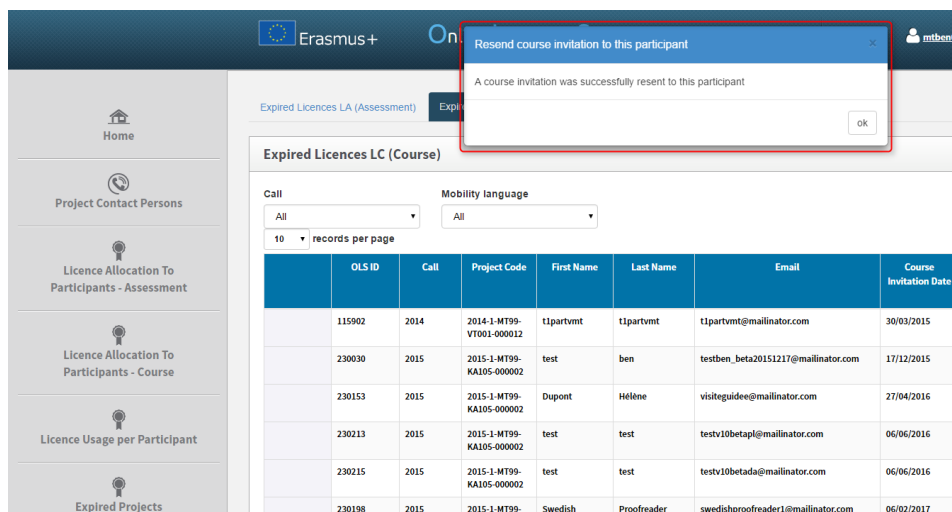 Erasmus+
Resend course invitation to this participant
×
A course invitation was successfully resent to this participant
ok
Home
Project Contact Persons
Licence Allocation To
Participants - Assessment
Licence Allocation To
Participants - Course
Licence Usage per Participant
Expired Projects
Expired Licences LA (Assessment)
Expired Licences LC (Course)
Call
Mobility language
All
All
10 records per page
OLS ID Call Project Code First Name Last Name Email Course
Invitation Date
115902 2014 2014-1-MT99- t1partvmt t1partvmt t1partvmt@mailinator.com 30/03/2015
VT001-000012
230030 2015 2015-1-MT99- test ben testben_beta20151217@mailinator.com 17/12/2015
KA105-000002
230153 2015 2015-1-MT99- Dupont Hélène visiteguidee@mailinator.com 27/04/2016
KA105-000002
230213 2015 2015-1-MT99- test test testv10betapl@mailinator.com 06/06/2016
KA105-000002
230215 2015 2015-1-MT99- test test testv10betada@mailinator.com 06/06/2016
KA105-000002
230198 2015 2015-1-MT99- Swedish Proofreader swedishproofreader1@mailinator.com 06/02/2017